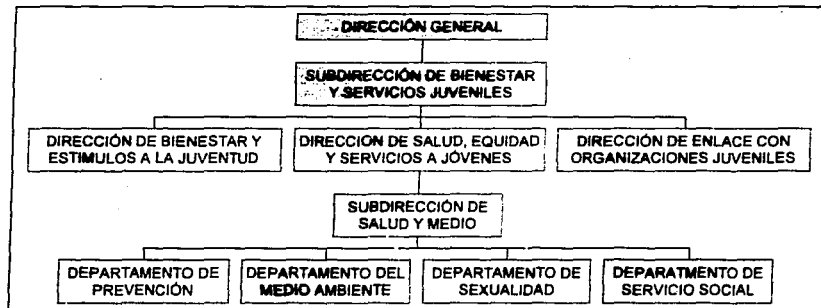 DIRECCIÓN GENERAL
SUBDIRECCIÓN DE BIENESTAR
Y SERVICIOS JUVENILES
DIRECCIÓN DE BIENESTAR Y
ESTIMULOS A LA JUVENTUD
DIRECCION DE SALUD, EQUIDAD
Y SERVICIOS A JÓVENES
DIRECCIÓN DE ENLACE CON
ORGANIZACIONES JUVENILES
SUBDIRECCIÓN DE
SALUD Y MEDIO
DEPARTAMENTO DE
PREVENCIÓN
DEPARTAMENTO DEL
MEDIO AMBIENTE
DEPARTAMENTO DE
SEXUALIDAD
DEPARATMENTO DE
SERVICIO SOCIAL